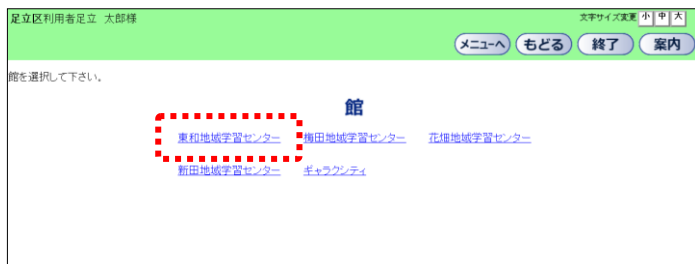 足立区利用者足立 太郎様
文字サイズ変更 小 中 大
メニューへ もどる 終了 案内
館を選択して下さい。
館
東和地域学習センター 梅田地域学習センター 花畑地域学習センター
新田地域学習センター ギャラクシティ